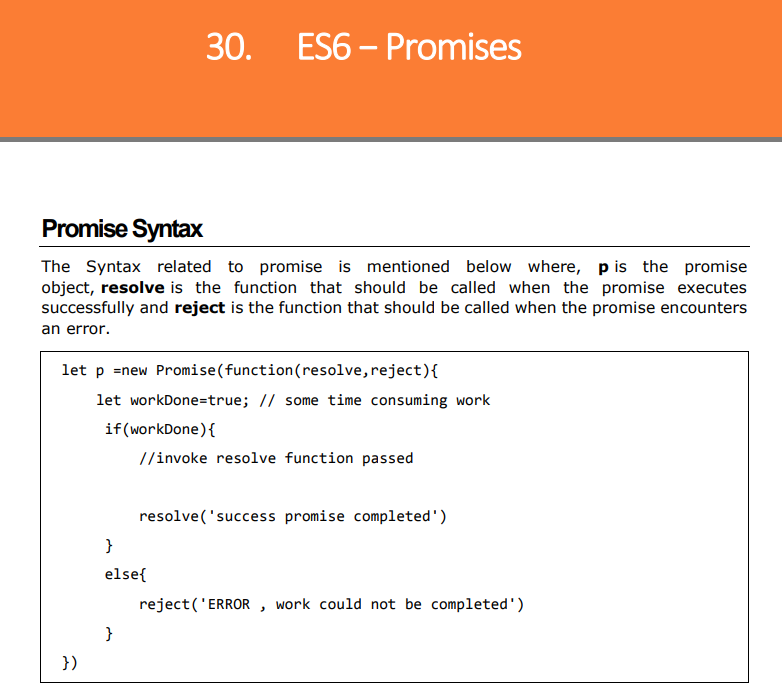 30. ES6 – Promises
Promise Syntax
The Syntax related to promise is mentioned below where, p is the promise
object, resolve is the function that should be called when the promise executes
successfully and reject is the function that should be called when the promise encounters
an error.
let p =new Promise(function(resolve,reject){
let workDone=true; // some time consuming work
if(workDone){
//invoke resolve function passed
resolve('success promise completed')
}
else{
reject('ERROR , work could not be completed')
}
})